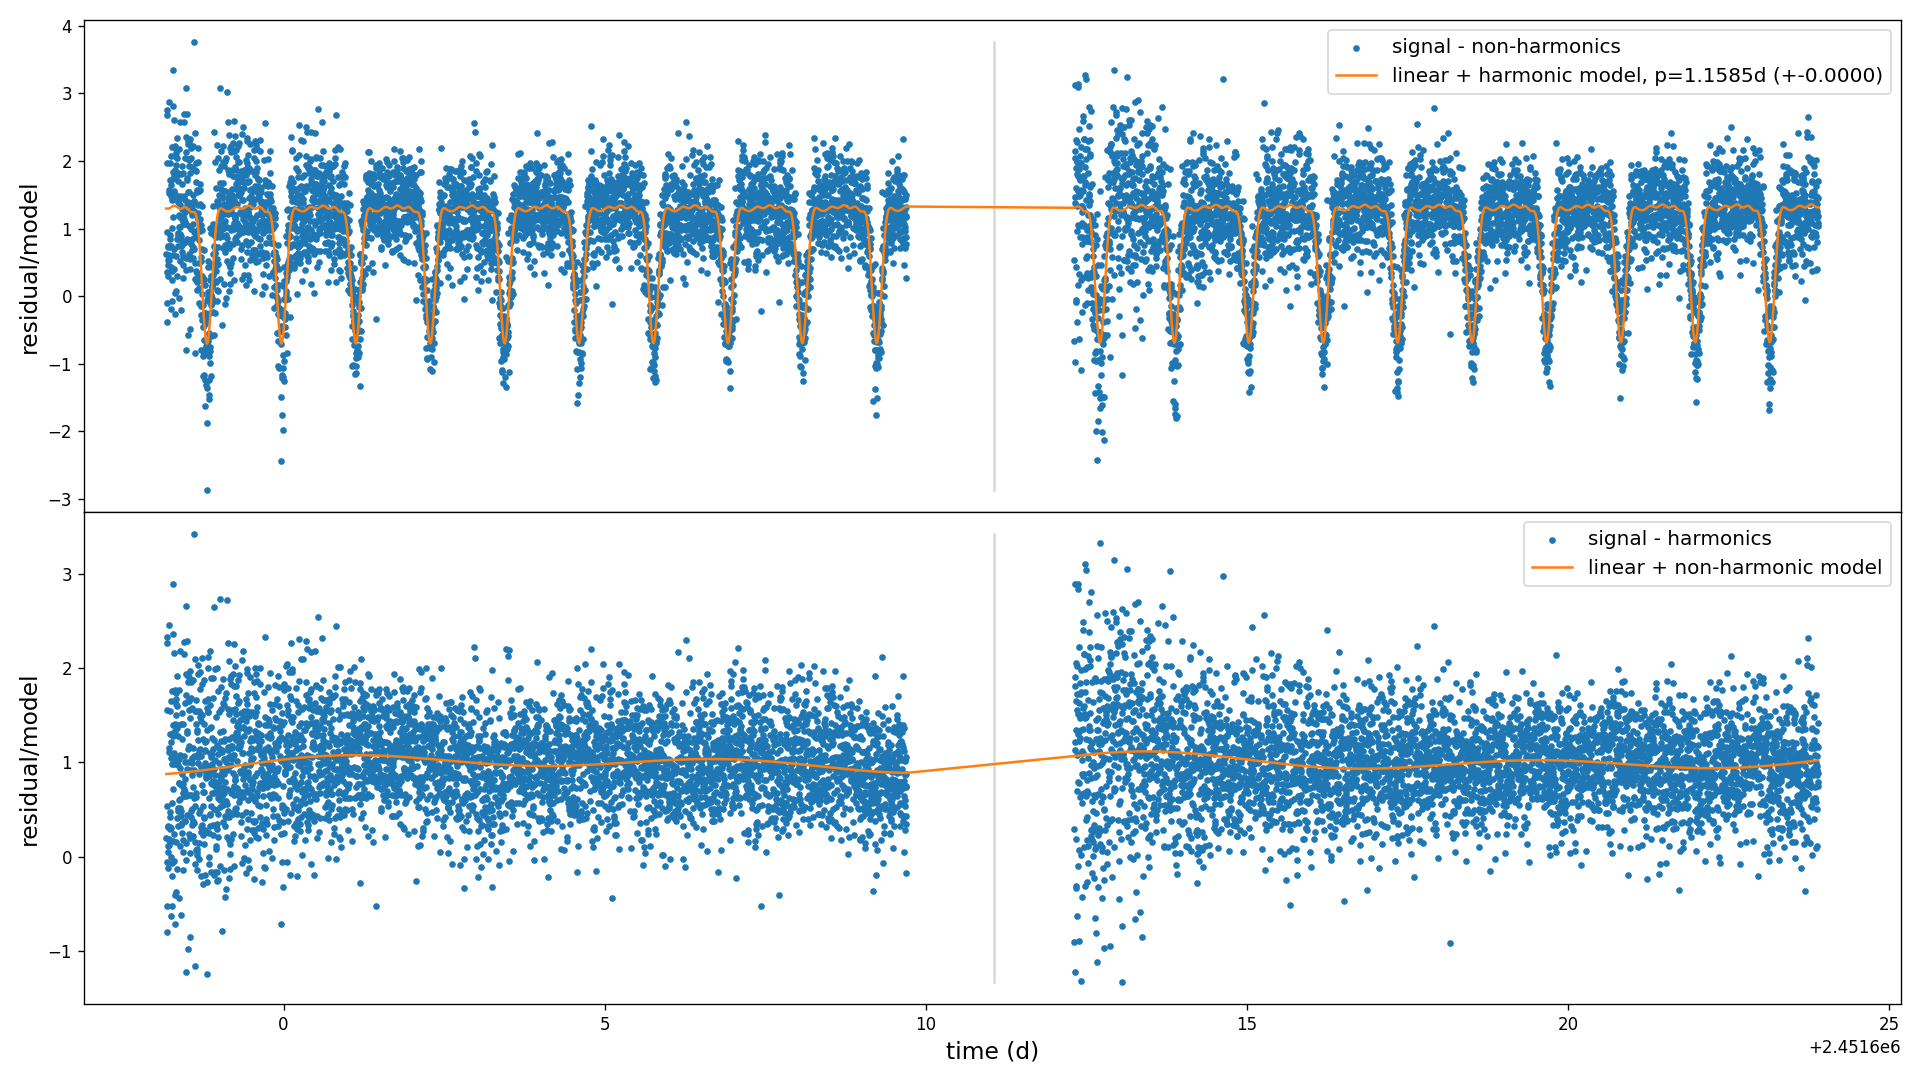 signal - non-harmonics
linear + harmonic model, p=1.1585d (+-0.0000)
4
3
2
1
0
−1
−2
−3
residual/model
signal - harmonics
linear + non-harmonic model
3
2
1
0
−1
residual/model
0 5 10 15 20 25
time (d)
+2.4516e6